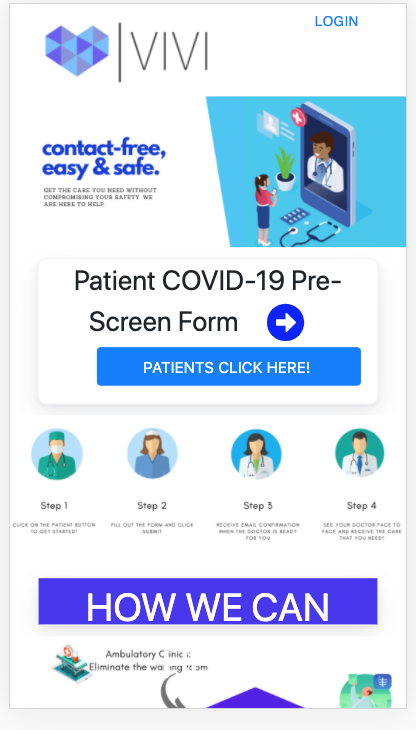 LOGIN
VIVI
contact-free,
easy & safe.
GET THE CARE YOU NEED WITHOUT
COMPROMISING YOUR SAFETY. WE
ARE HERE TO HELP.
Patient COVID-19 Pre-
Screen Form
PATIENTS CLICK HERE!
Step 1
Step 2
Step 3
Step 4
CLICK ON THE PATIENT BUTTON
TO GET STARTED!
FILL OUT THE FORM AND CLICK
SUBMIT
RECEIVE EMAIL CONFIRMATION
WHEN THE DOCTOR IS READY
FOR YOU
SEE YOUR DOCTOR FACE TO
FACE AND RECEIVE THE CARE
THAT YOU NEED!
HOW WE CAN
Ambulatory Clinic :
Eliminate the waiting room